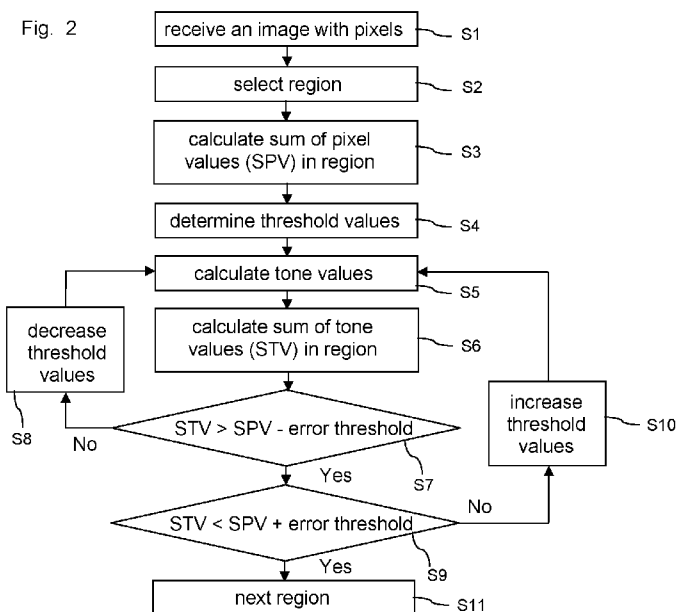 Fig. 2
receive an image with pixels
S1
select region
S2
calculate sum of pixel
values (SPV) in region
S3
determine threshold values
S4
calculate tone values
S5
calculate sum of tone
values (STV) in region
S6
decrease
threshold
values
S8
No
STV > SPV - error threshold
S7
Yes
increase
threshold
values
S10
No
STV < SPV + error threshold
S9
Yes
next region
S11